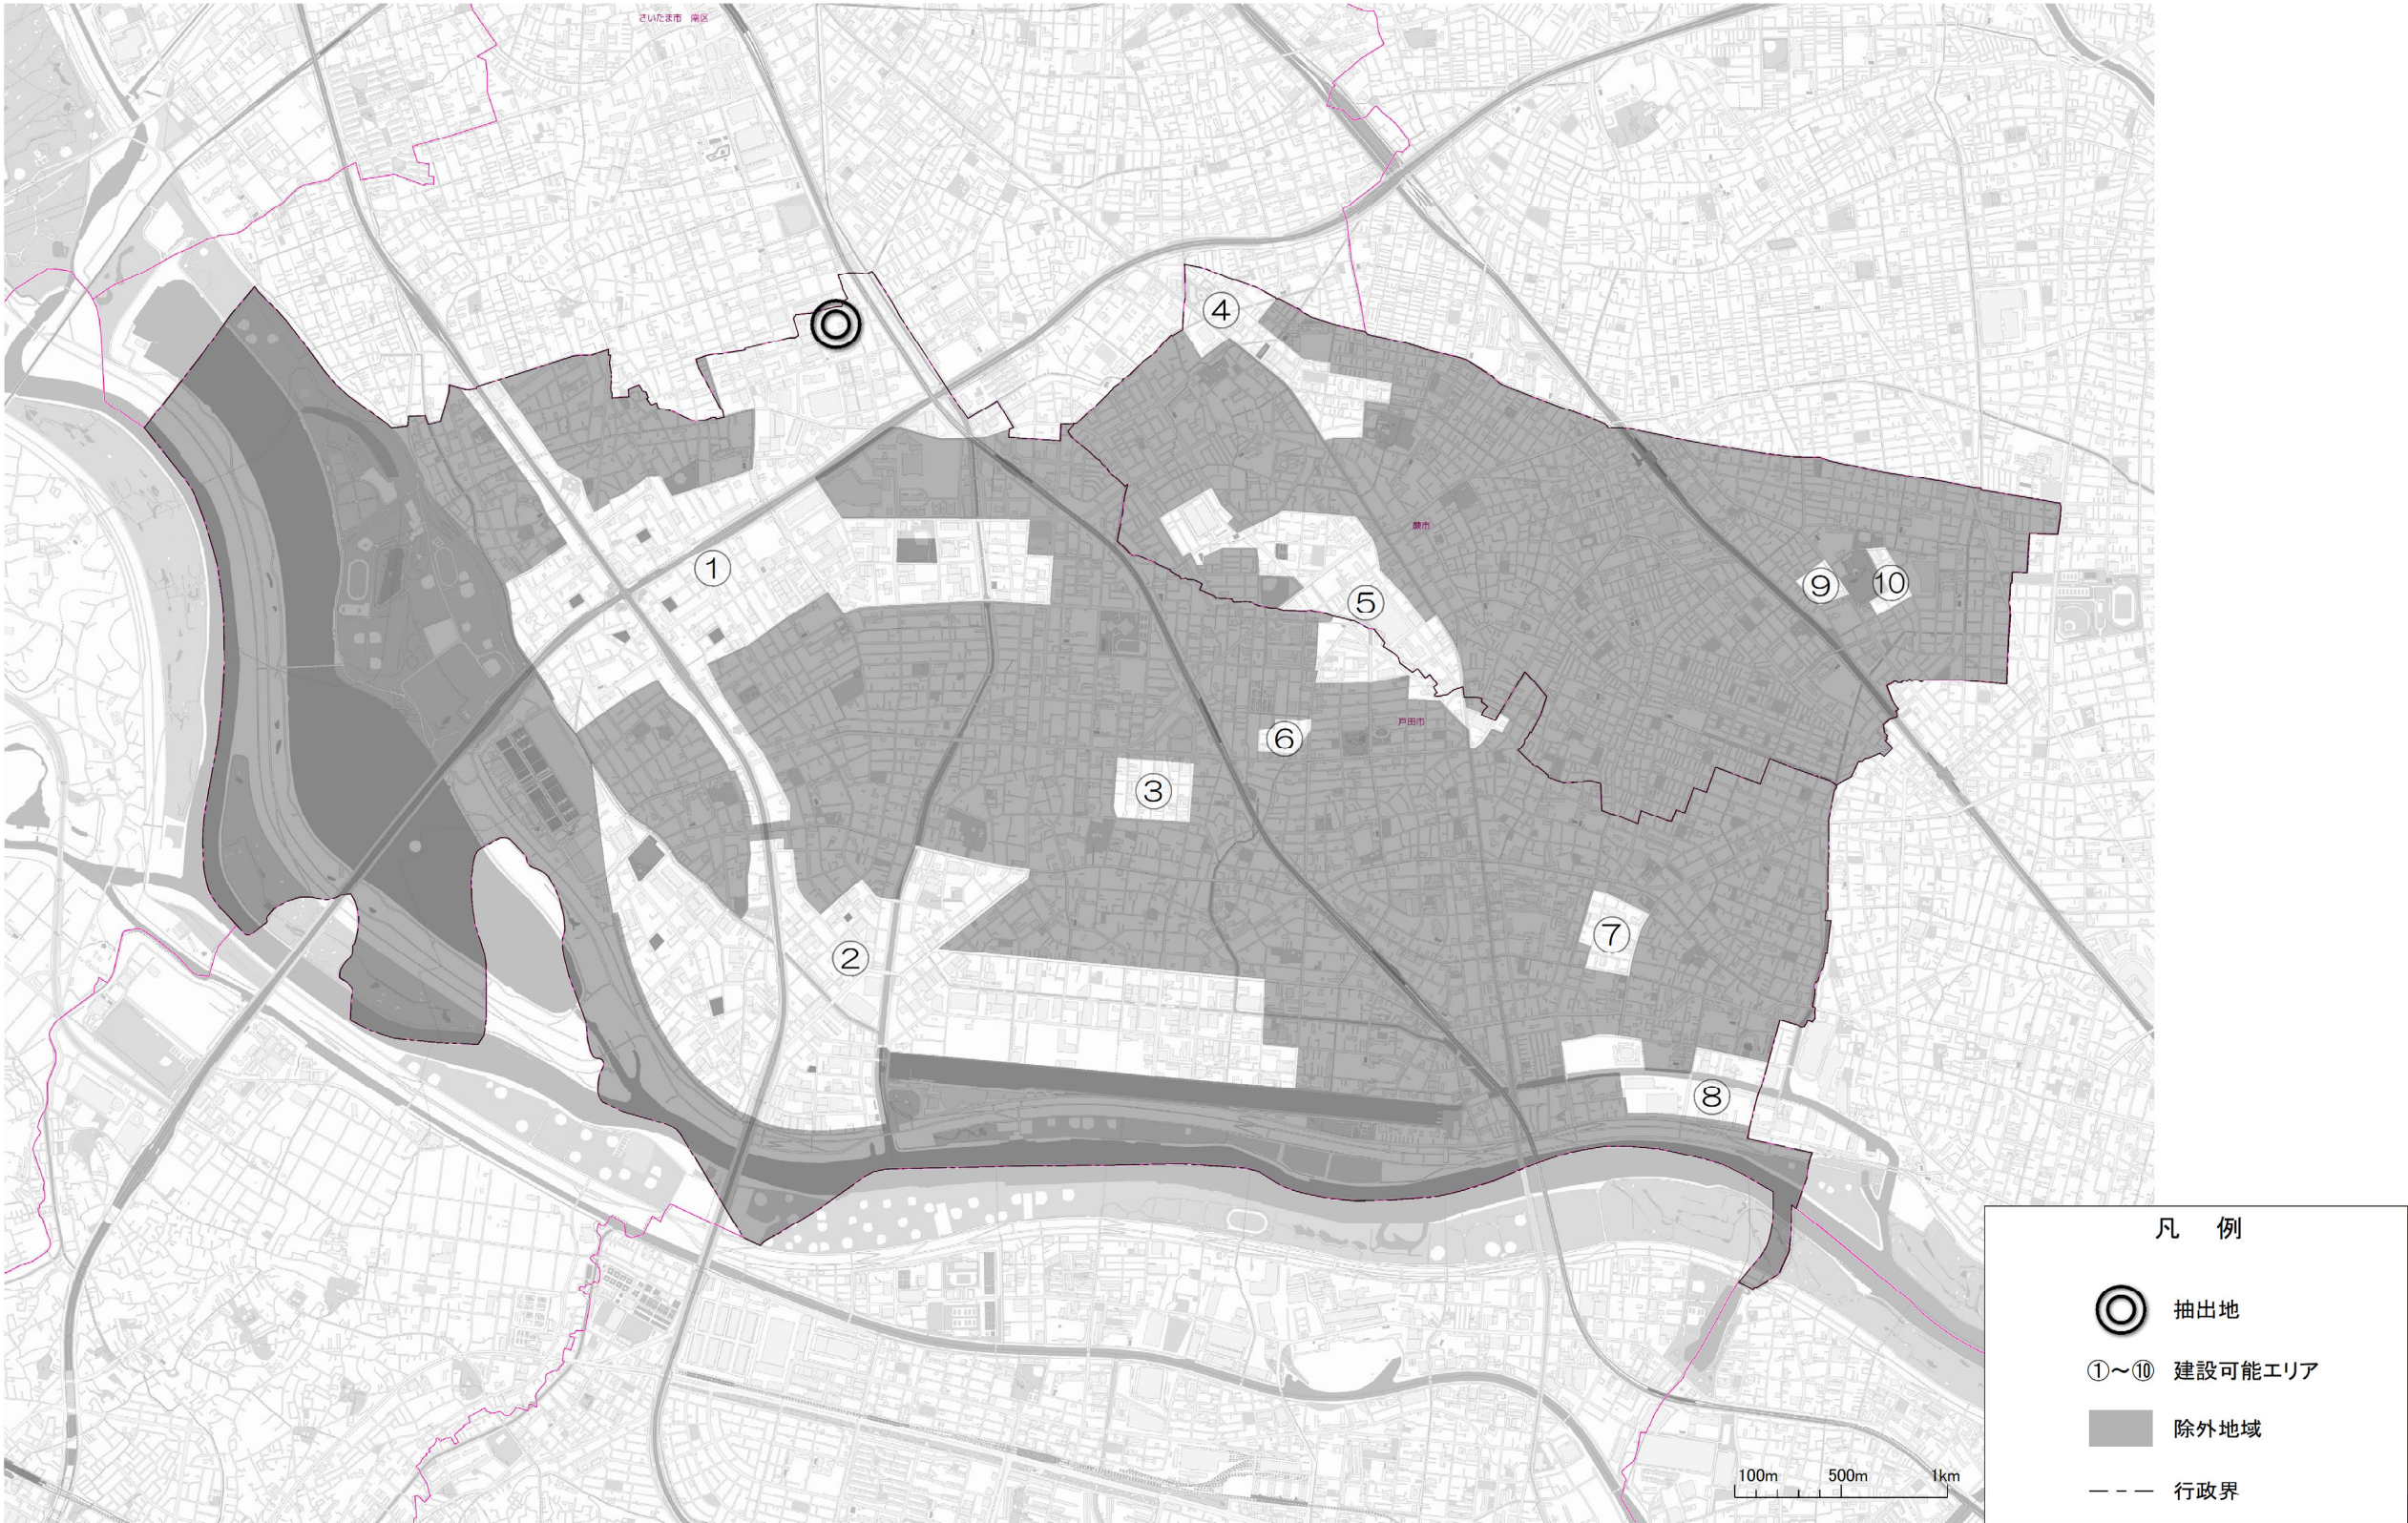 さいたま市 南区
④
蕨市
①
⑨
⑩
⑤
戸田市
⑥
③
⑦
②
⑧
凡 例
抽出地
①～⑩ 建設可能エリア
除外地域
行政界
100m 500m 1km